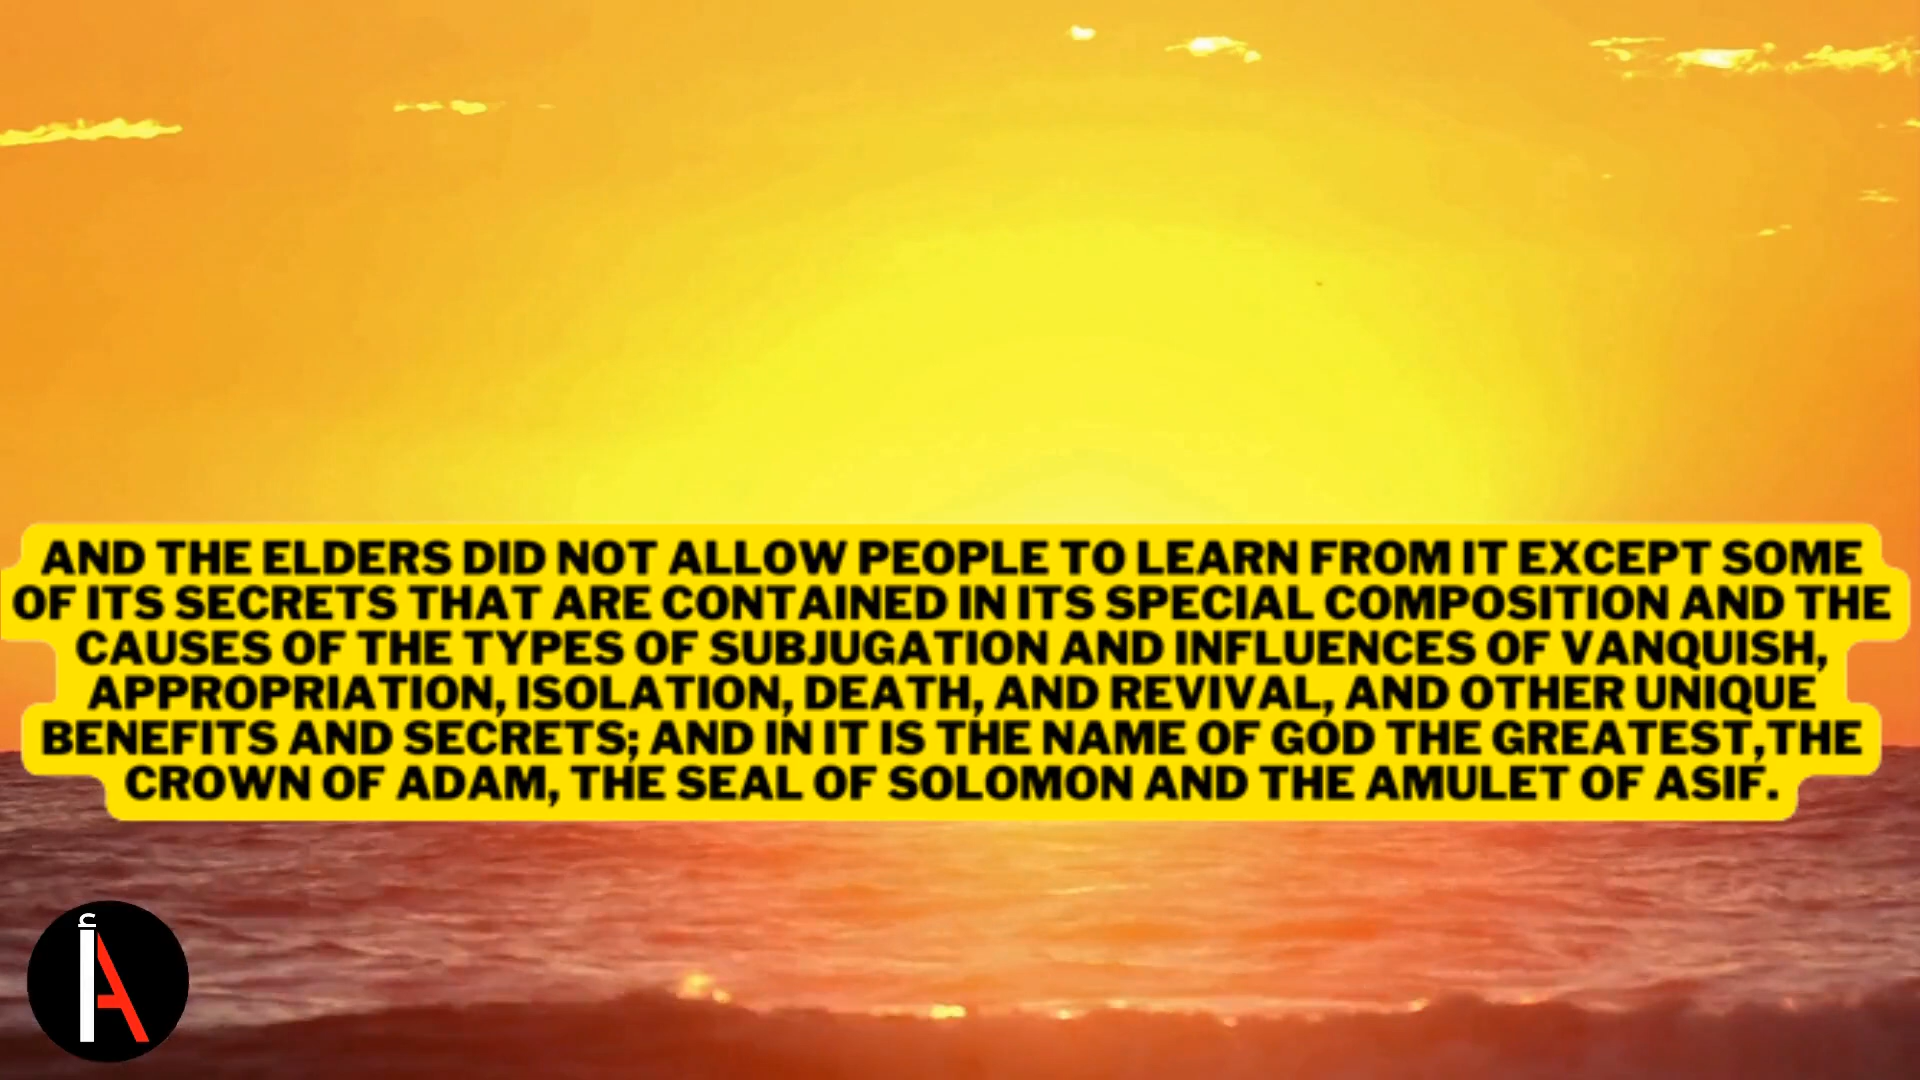 AND THE ELDERS DID NOT ALLOW PEOPLE TO LEARN FROM IT EXCEPT SOME
OF ITS SECRETS THAT ARE CONTAINED IN ITS SPECIAL COMPOSITION AND THE
CAUSES OF THE TYPES OF SUBJUGATION AND INFLUENCES OF VANQUISH,
APPROPRIATION, ISOLATION, DEATH, AND REVIVAL, AND OTHER UNIQUE
BENEFITS AND SECRETS; AND IN IT IS THE NAME OF GOD THE GREATEST,THE
CROWN OF ADAM, THE SEAL OF SOLOMON AND THE AMULET OF ASIF.
أA